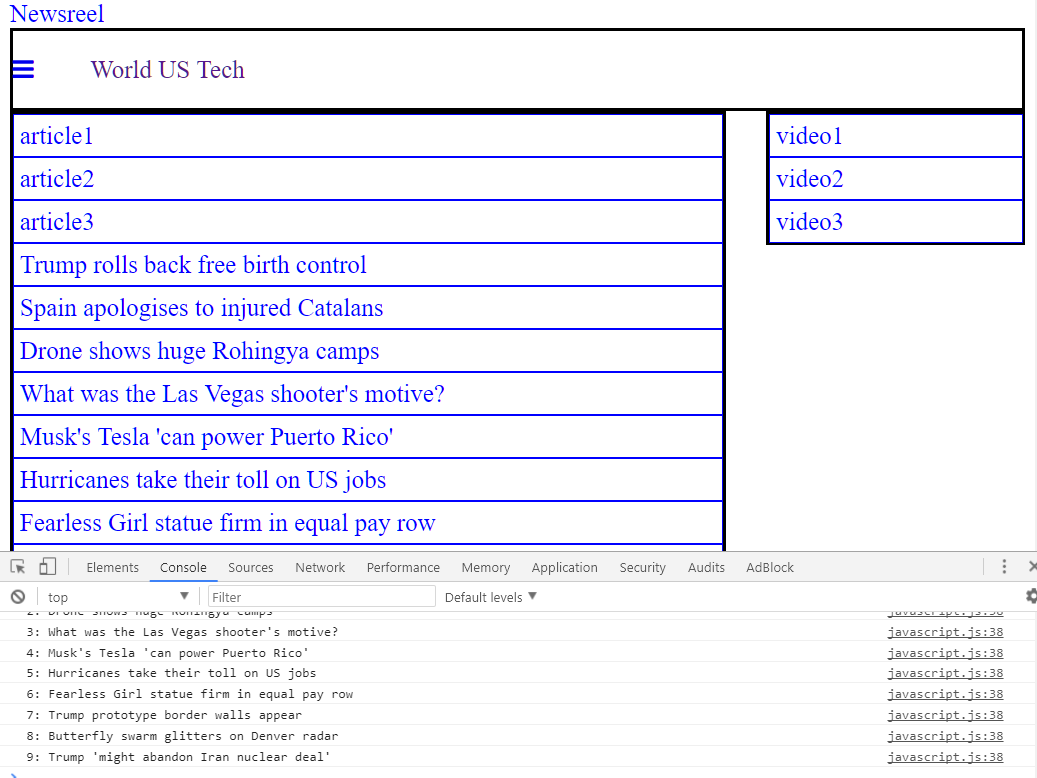 Newsreel
World US Tech
article1
video1
article2
video2
article3
video3
Trump rolls back free birth control
Spain apologises to injured Catalans
Drone shows huge Rohingya camps
What was the Las Vegas shooter's motive?
Musk's Tesla 'can power Puerto Rico'
Hurricanes take their toll on US jobs
Fearless Girl statue firm in equal pay row
Elements Console Sources Network Performance Memory Application Security Audits AdBlock
top Filter Default levels
2: Drone shows huge Rohingya camps javascript.js:38
3: What was the Las Vegas shooter's motive? javascript.js:38
4: Musk's Tesla 'can power Puerto Rico' javascript.js:38
5: Hurricanes take their toll on US jobs javascript.js:38
6: Fearless Girl statue firm in equal pay row javascript.js:38
7: Trump prototype border walls appear javascript.js:38
8: Butterfly swarm glitters on Denver radar javascript.js:38
9: Trump 'might abandon Iran nuclear deal' javascript.js:38